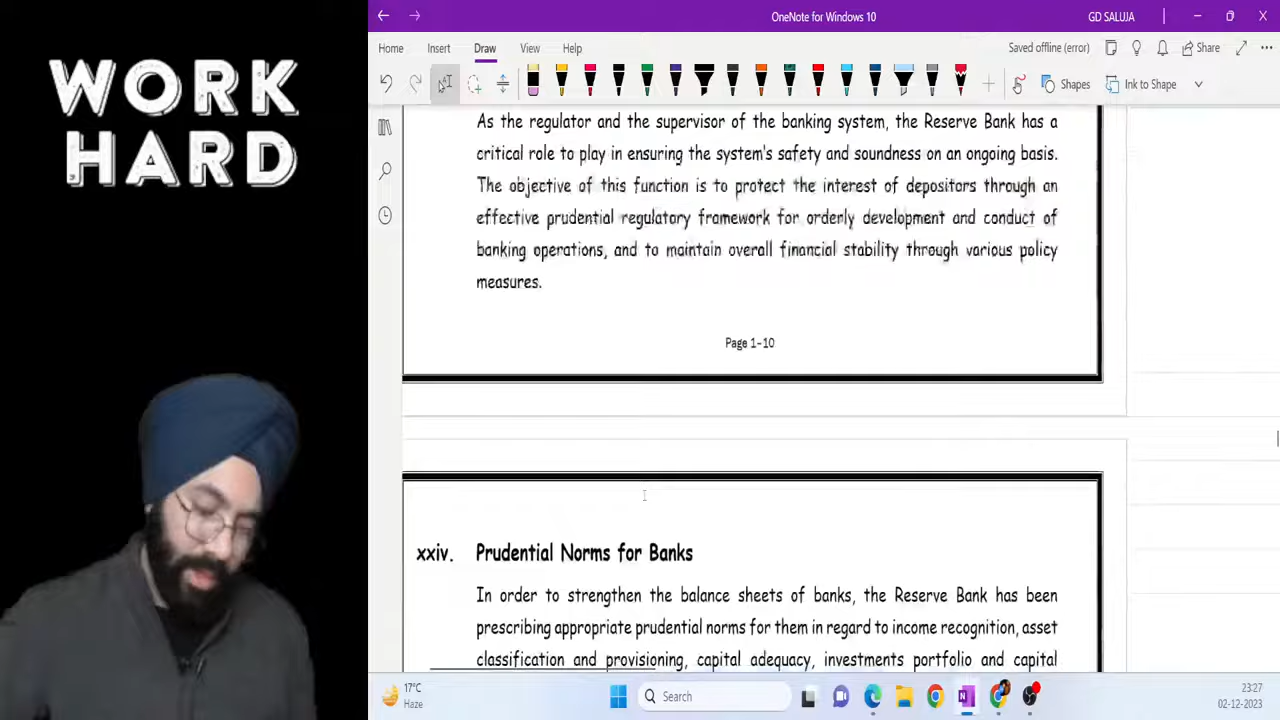 WORK
HARD
OneNote for Windows 10
GD SALUJA
Home
Insert
Draw
View
Help
Saved offline (error)
Share
Shapes
Ink to Shape
As the regulator and the supervisor of the banking system, the Reserve Bank has a
critical role to play in ensuring the system's safety and soundness on an ongoing basis.
The objective of this function is to protect the interest of depositors through an
effective prudential regulatory framework for orderly development and conduct of
banking operations, and to maintain overall financial stability through various policy
measures.
Page 1-10
xxiv. Prudential Norms for Banks
In order to strengthen the balance sheets of banks, the Reserve Bank has been
prescribing appropriate prudential norms for them in regard to income recognition, asset
classification and provisioning, capital adequacy, investments portfolio and capital
17°C
Haze
Search
23:27
02-12-2023